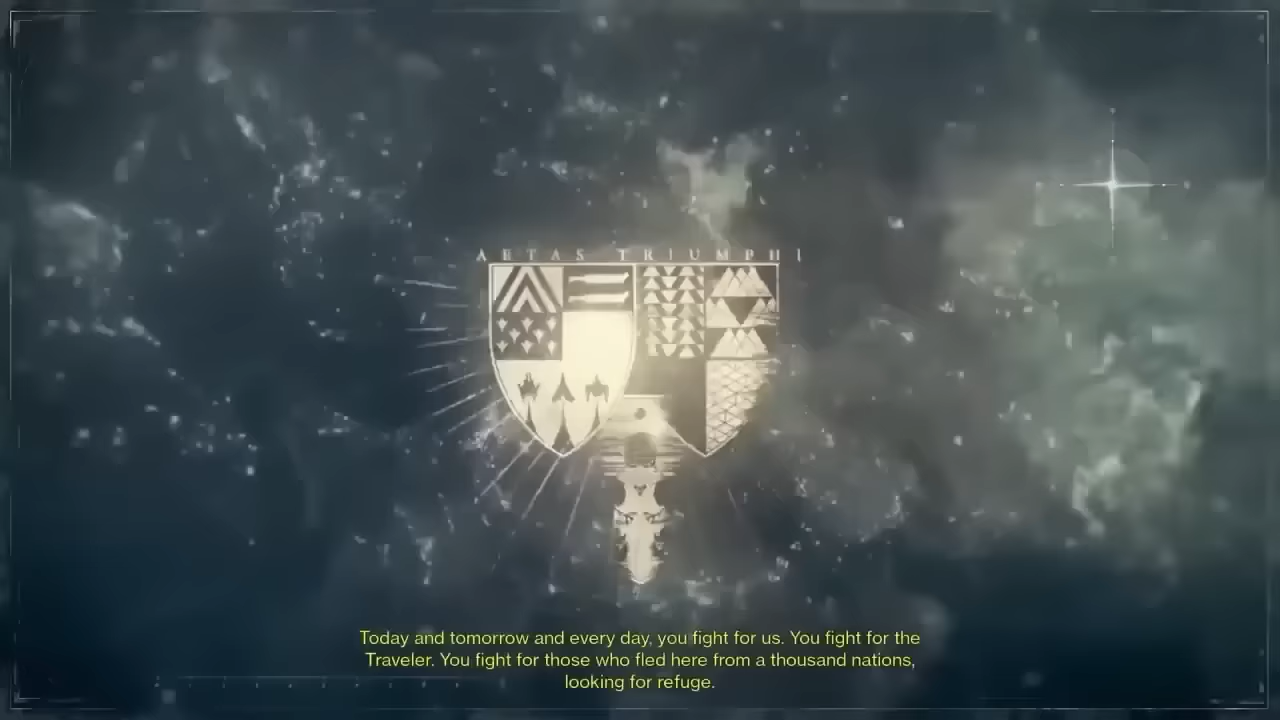 AETAS TRIUMPHI
Today and tomorrow and every day, you fight for us. You fight for the
Traveler. You fight for those who fled here from a thousand nations,
looking for refuge.